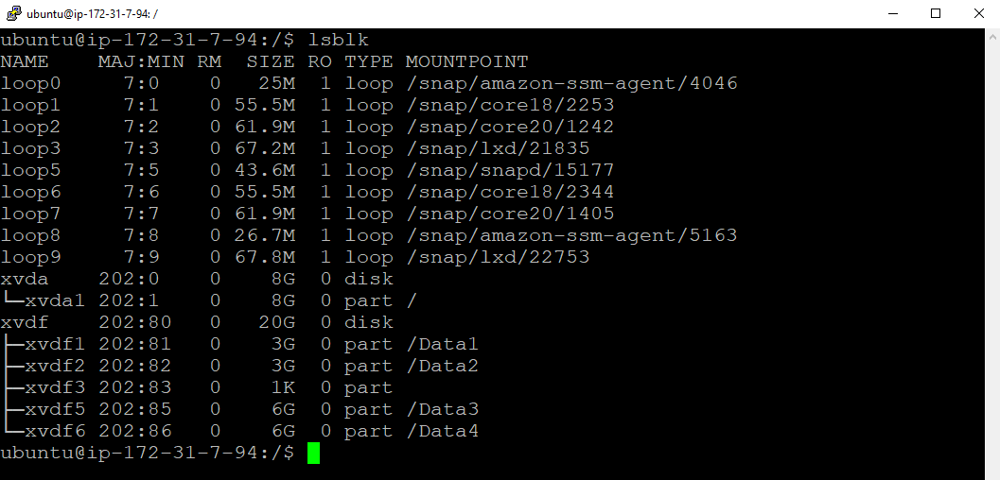 ubuntu@ip-172-31-7-94: /
ubuntu@ip-172-31-7-94:/$ lsblk
NAME    MAJ:MIN RM  SIZE RO TYPE MOUNTPOINT
loop0     7:0    0   25M  1 loop /snap/amazon-ssm-agent/4046
loop1     7:1    0 55.5M  1 loop /snap/core18/2253
loop2     7:2    0 61.9M  1 loop /snap/core20/1242
loop3     7:3    0 67.2M  1 loop /snap/lxd/21835
loop5     7:5    0 43.6M  1 loop /snap/snapd/15177
loop6     7:6    0 55.5M  1 loop /snap/core18/2344
loop7     7:7    0 61.9M  1 loop /snap/core20/1405
loop8     7:8    0 26.7M  1 loop /snap/amazon-ssm-agent/5163
loop9     7:9    0 67.8M  1 loop /snap/lxd/22753
xvda    202:0    0    8G  0 disk
└─xvda1 202:1    0    8G  0 part /
xvdf    202:80   0   20G  0 disk
├─xvdf1 202:81   0    3G  0 part /Data1
├─xvdf2 202:82   0    3G  0 part /Data2
├─xvdf3 202:83   0    1K  0 part
├─xvdf5 202:85   0    6G  0 part /Data3
└─xvdf6 202:86   0    6G  0 part /Data4
ubuntu@ip-172-31-7-94:/$